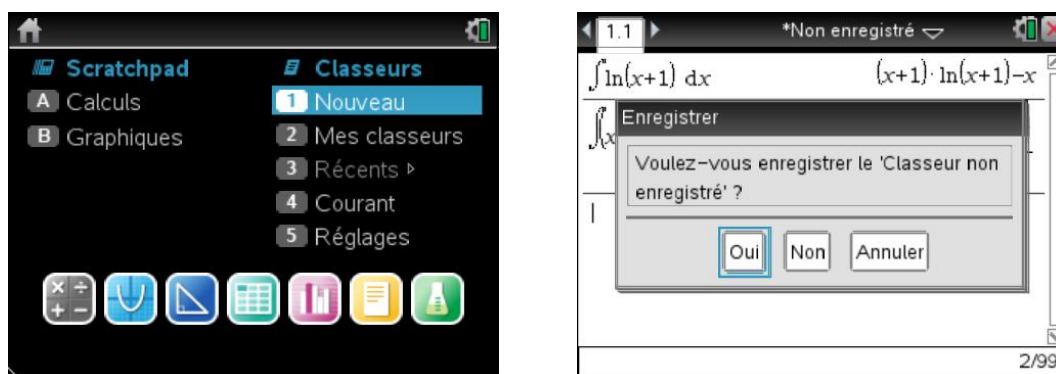 Scratchpad
A Calculs
B Graphiques
Classeurs
1 Nouveau
2 Mes classeurs
3 Récents
4 Courant
5 Réglages
1.1
*Non enregistré
∫ln(x+1) dx (x+1)·ln(x+1)−x
Enregistrer
Voulez-vous enregistrer le 'Classeur non
enregistré' ?
Oui Non Annuler
2/99